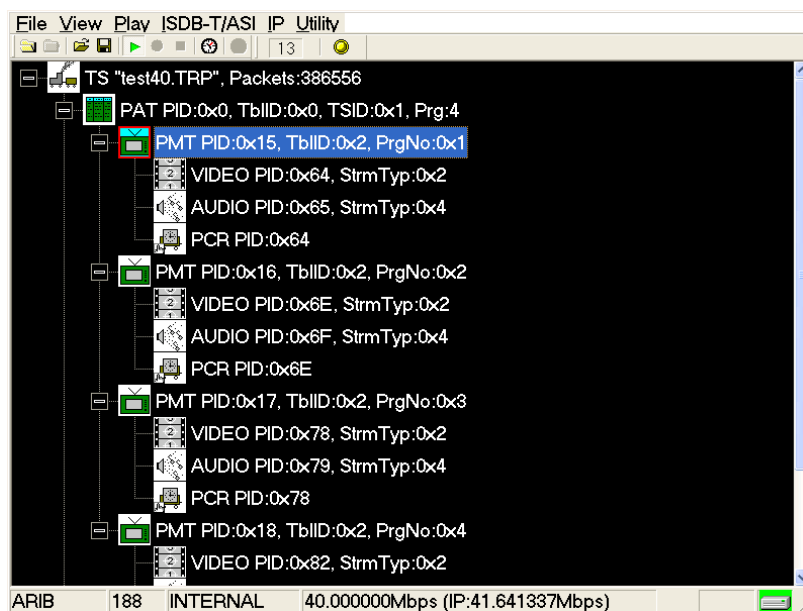 File View Play ISDB-T/ASI IP Utility
13
TS "test40.TRP", Packets:386556
PAT PID:0x0, TblID:0x0, TSID:0x1, Prg:4
PMT PID:0x15, TblID:0x2, PrgNo:0x1
VIDEO PID:0x64, StrmTyp:0x2
AUDIO PID:0x65, StrmTyp:0x4
PCR PID:0x64
PMT PID:0x16, TblID:0x2, PrgNo:0x2
VIDEO PID:0x6E, StrmTyp:0x2
AUDIO PID:0x6F, StrmTyp:0x4
PCR PID:0x6E
PMT PID:0x17, TblID:0x2, PrgNo:0x3
VIDEO PID:0x78, StrmTyp:0x2
AUDIO PID:0x79, StrmTyp:0x4
PCR PID:0x78
PMT PID:0x18, TblID:0x2, PrgNo:0x4
VIDEO PID:0x82, StrmTyp:0x2
ARIB 188 INTERNAL 40.000000Mbps (IP:41.641337Mbps)